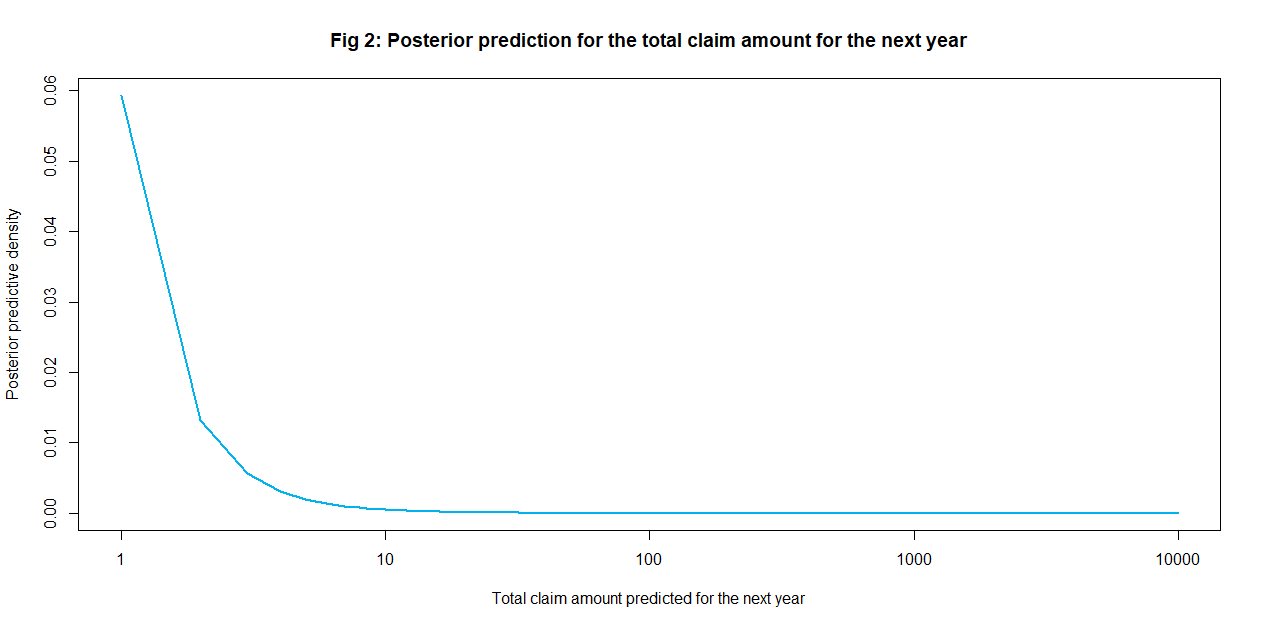 Fig 2: Posterior prediction for the total claim amount for the next year
Posterior predictive density
0.06
0.05
0.04
0.03
0.02
0.01
0.00
1 10 100 1000 10000
Total claim amount predicted for the next year